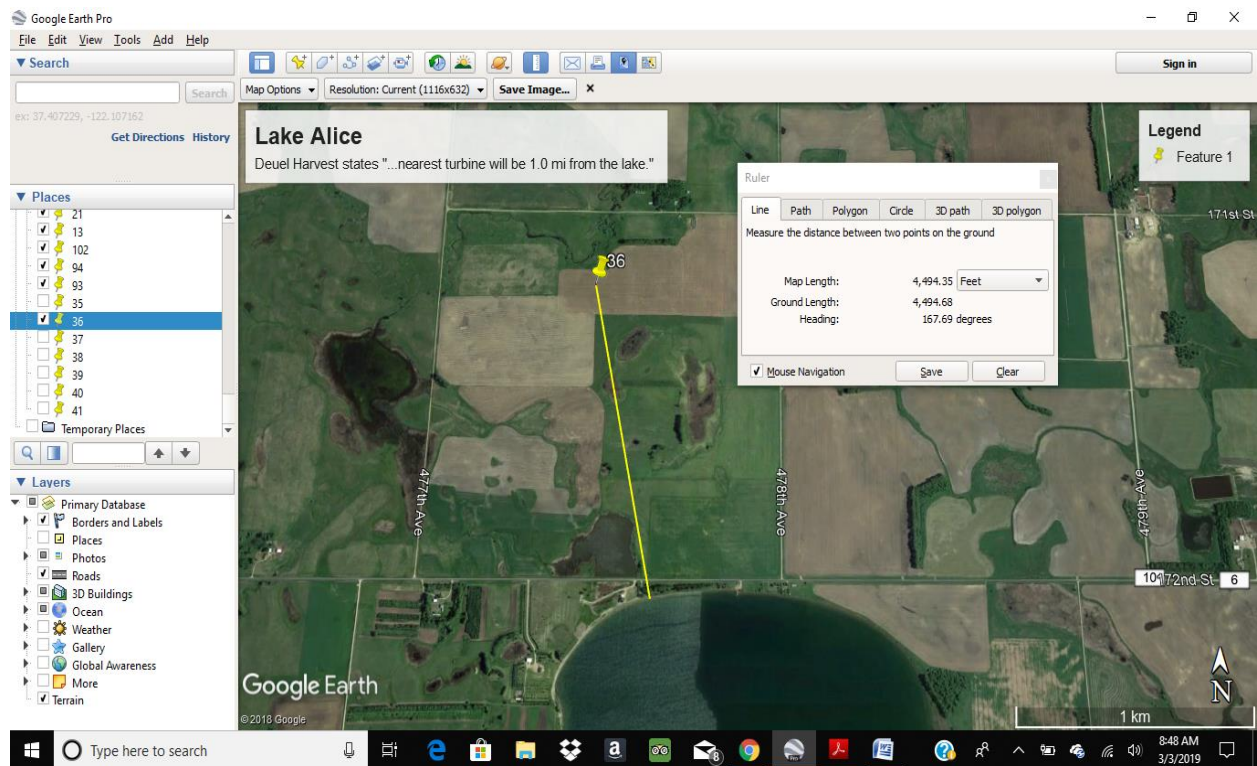 Google Earth Pro
File Edit View Tools Add Help
Search
Search
ex: 37.407229, -122.107162
Get Directions History
Map Options
Resolution: Current (1116x632)
Save Image...
Sign in
Lake Alice
Deuel Harvest states "...nearest turbine will be 1.0 mi from the lake."
Legend
Feature 1
Places
21
13
102
94
93
35
36
37
38
39
40
41
Temporary Places
Layers
Primary Database
Borders and Labels
Places
Photos
Roads
3D Buildings
Ocean
Weather
Gallery
Global Awareness
More
Terrain
Ruler
Line Path Polygon Circle 3D path 3D polygon
Measure the distance between two points on the ground
Map Length: 4,494.35 Feet
Ground Length: 4,494.68
Heading: 167.69 degrees
Mouse Navigation
Save
Clear
36
171st St
477th Ave
478th Ave
479th Ave
172nd St
6
Google Earth
© 2018 Google
N
1 km
Type here to search
8
8:48 AM
3/3/2019